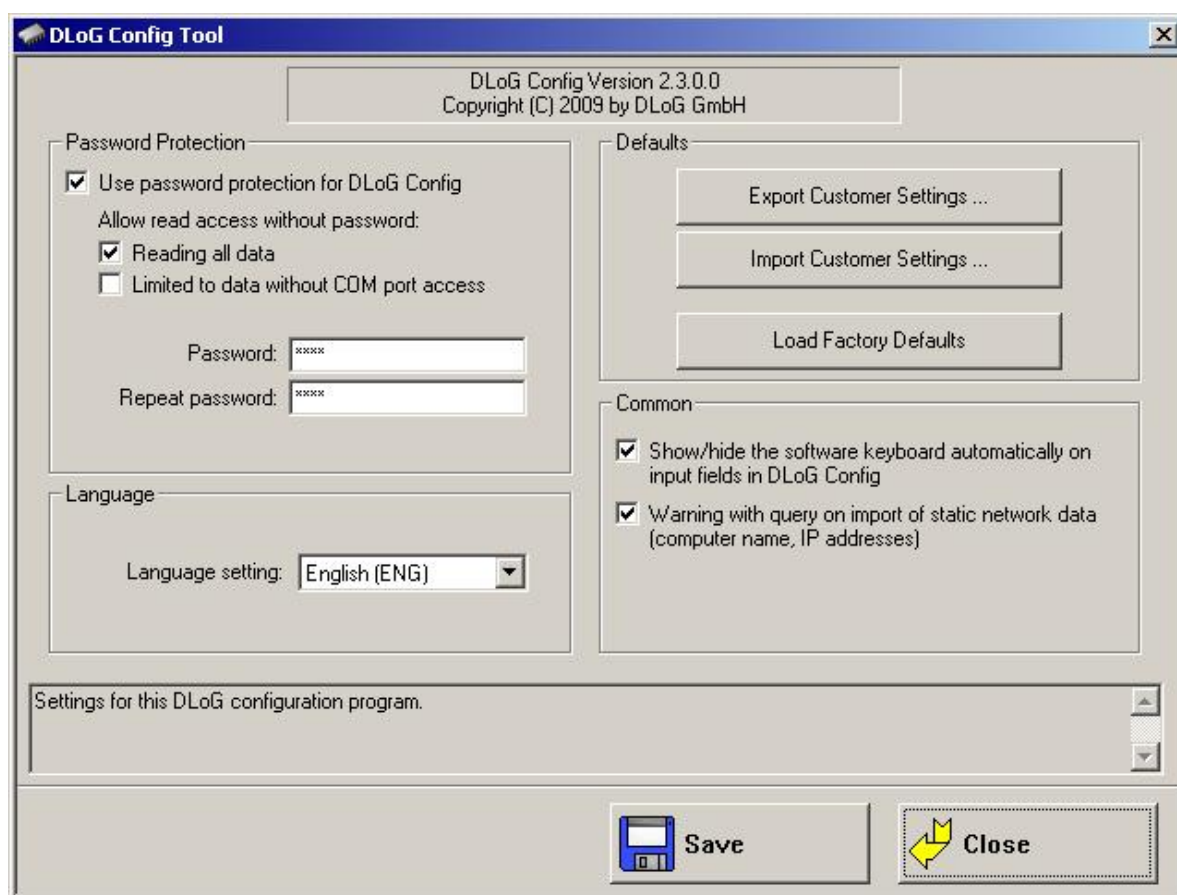 DLoG Config Tool
DLoG Config Version 2.3.0.0
Copyright (C) 2009 by DLoG GmbH
Password Protection
Use password protection for DLoG Config
Allow read access without password:
Reading all data
Limited to data without COM port access
Password: ****
Repeat password: ****
Language
Language setting: English (ENG)
Defaults
Export Customer Settings ...
Import Customer Settings ...
Load Factory Defaults
Common
Show/hide the software keyboard automatically on
input fields in DLoG Config
Warning with query on import of static network data
(computer name, IP addresses)
Settings for this DLoG configuration program.
Save
Close